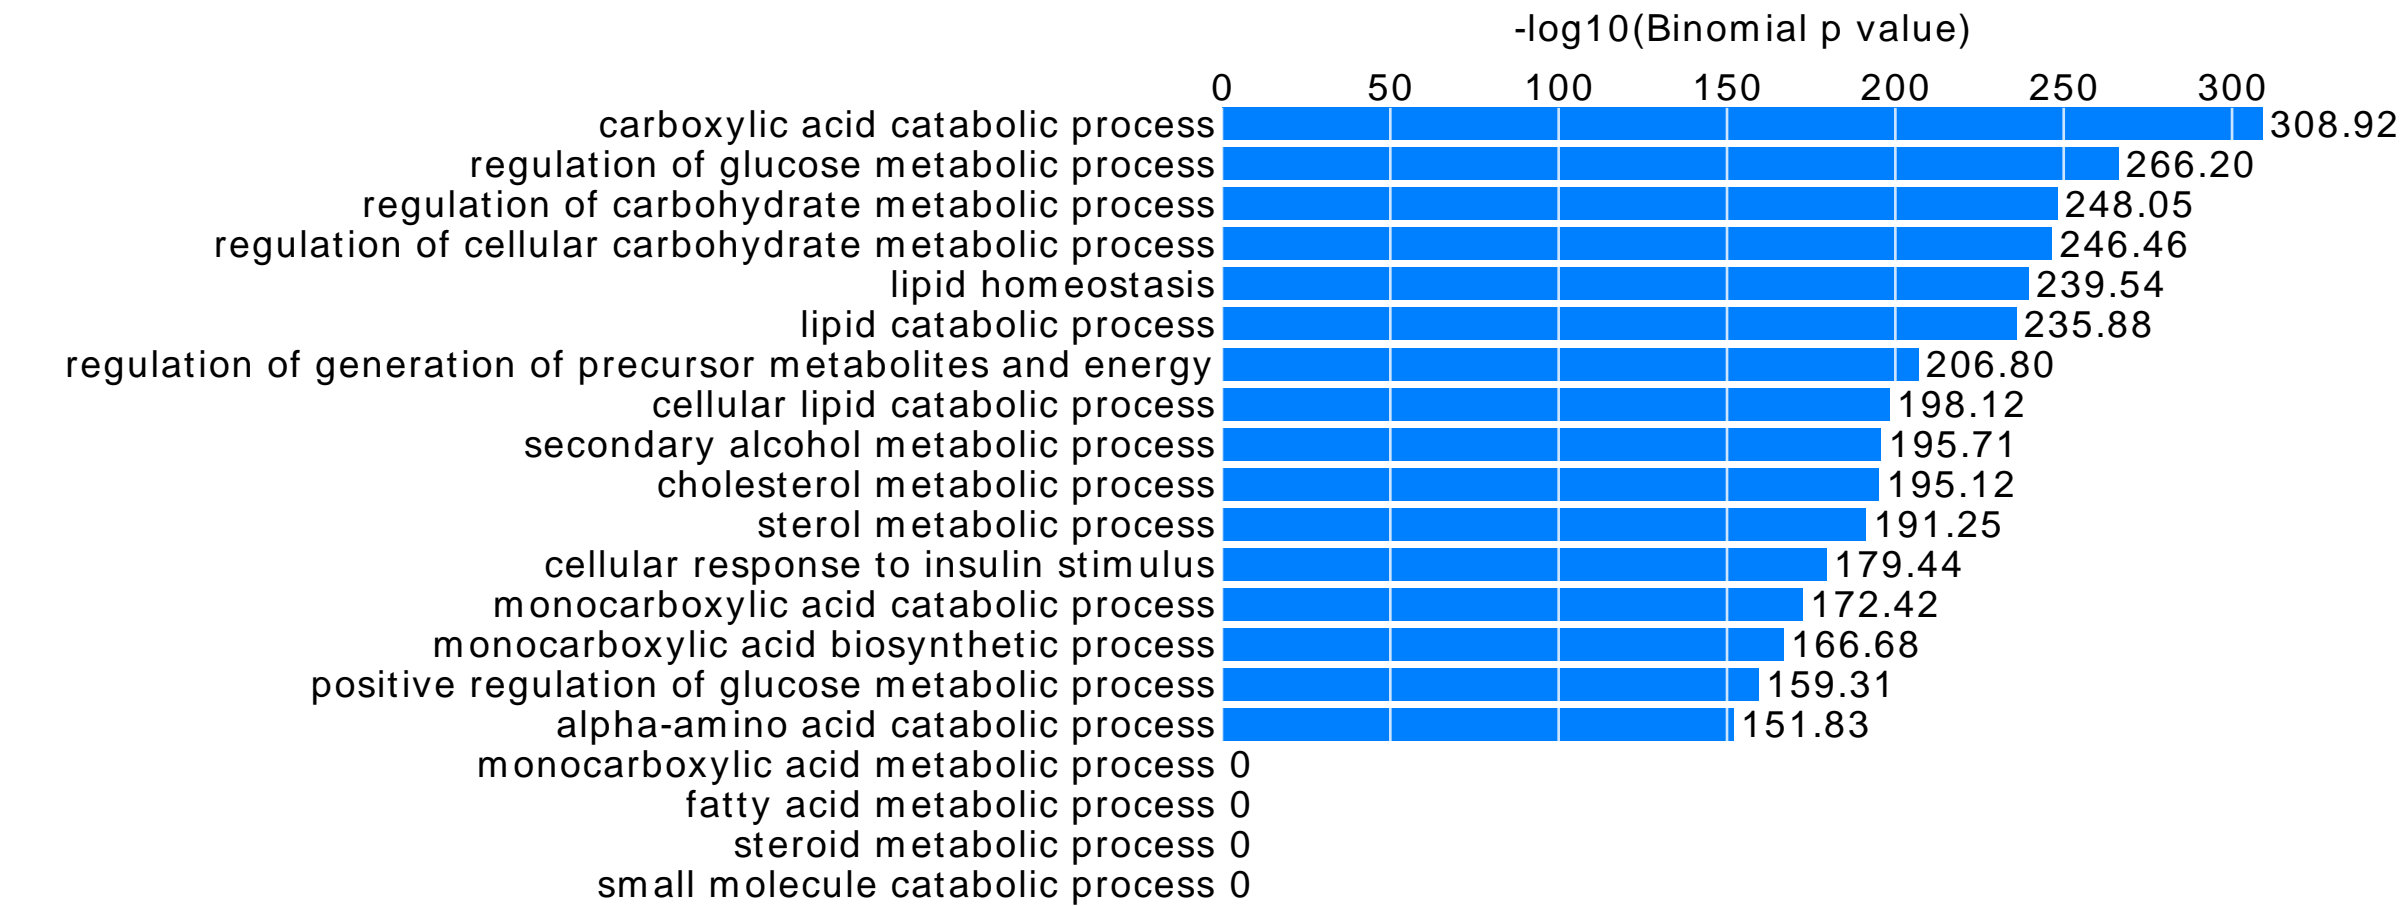 -log10(Binomial p value)
0 50 100 150 200 250 300
carboxylic acid catabolic process 308.92
regulation of glucose metabolic process 266.20
regulation of carbohydrate metabolic process 248.05
regulation of cellular carbohydrate metabolic process 246.46
lipid homeostasis 239.54
lipid catabolic process 235.88
regulation of generation of precursor metabolites and energy 206.80
cellular lipid catabolic process 198.12
secondary alcohol metabolic process 195.71
cholesterol metabolic process 195.12
sterol metabolic process 191.25
cellular response to insulin stimulus 179.44
monocarboxylic acid catabolic process 172.42
monocarboxylic acid biosynthetic process 166.68
positive regulation of glucose metabolic process 159.31
alpha-amino acid catabolic process 151.83
monocarboxylic acid metabolic process 0
fatty acid metabolic process 0
steroid metabolic process 0
small molecule catabolic process 0